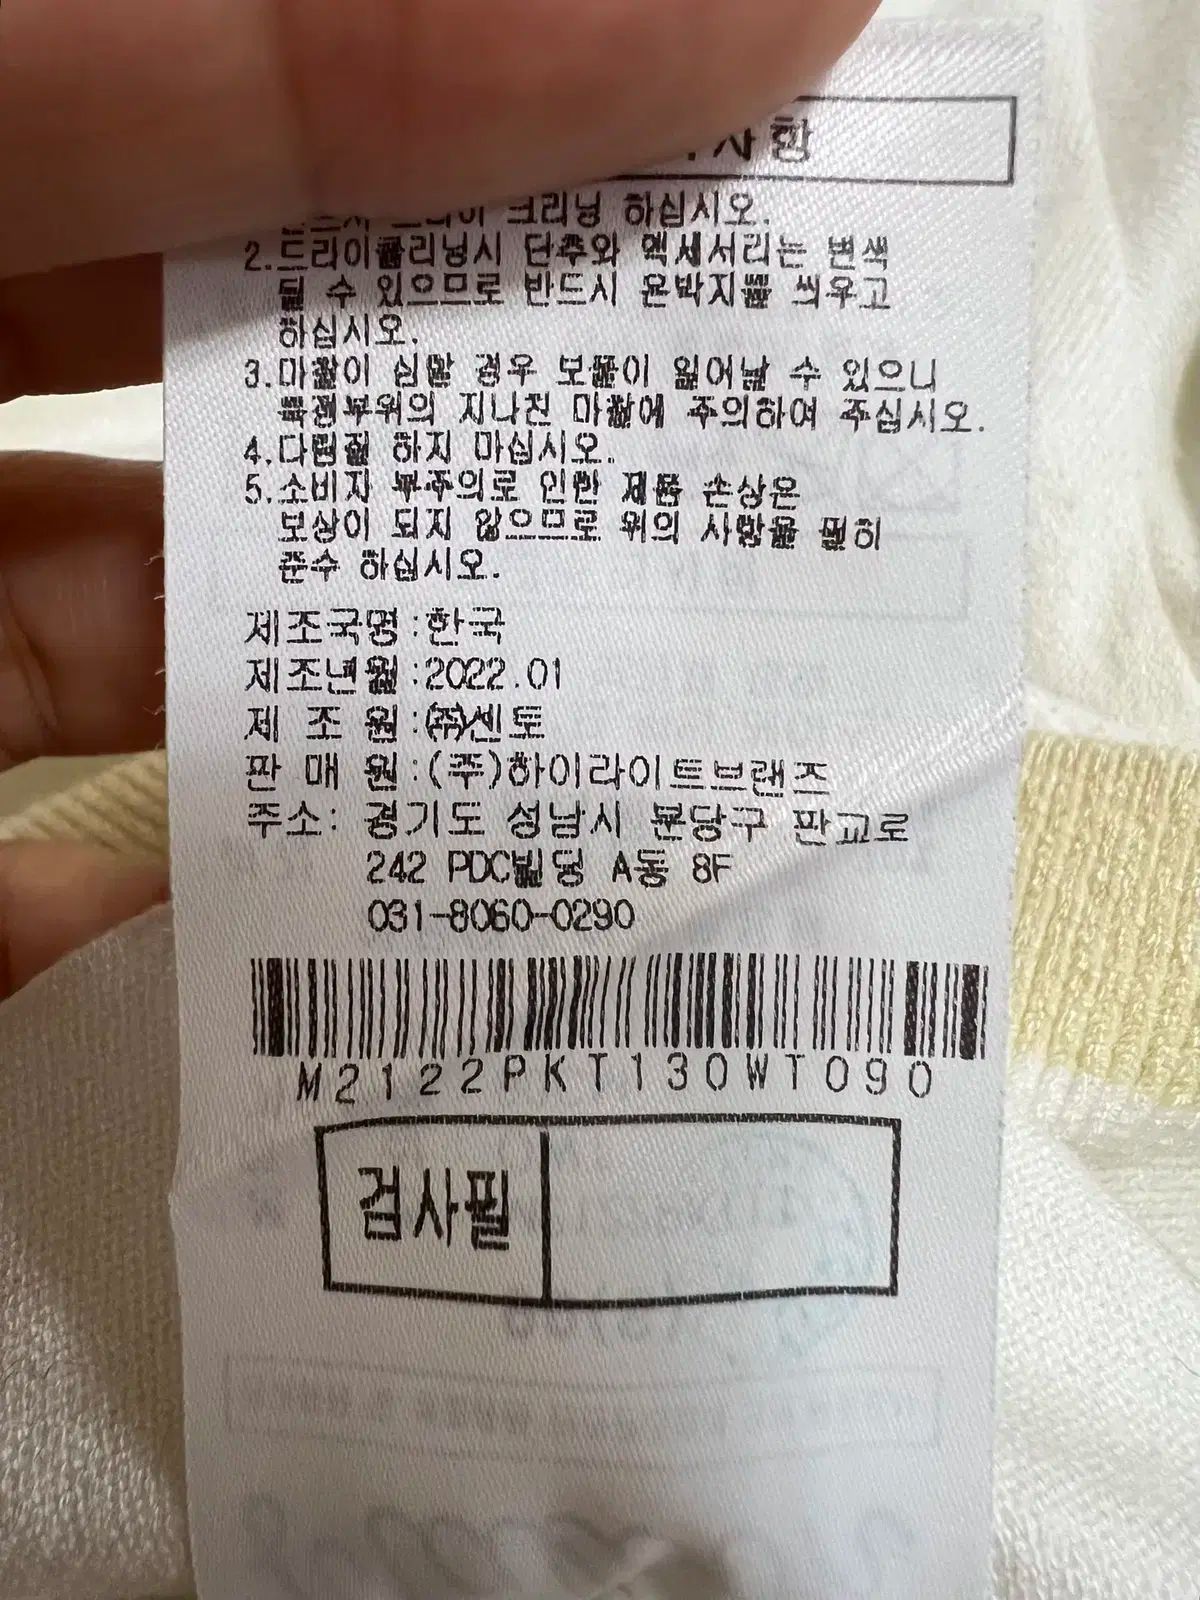 사항
크리닝 하십시오.
2.드리이클리닝시 단추와 액세서리는 변색
될 수 있으므로 반드시 은박지를 씌우고
하십시오.
3.마찰이 심할 경우 보풀이 일어날 수 있으니
특정부위의 지나친 마찰에 주의하여 주십시오.
4.다림질 하지 마십시오.
5.소비자 부주의로 인한 제품 손상은
보상이 되지 않으므로 위의 사항을 필히
준수 하십시오.
제조국명:한국
제조년월:2022.01
제 조 원:(주)센토
판 매 원:(주)하이라이트브랜즈
주소: 경기도 성남시 분당구 판교로
242 PDC빌딩 A동 8F
031-8060-0290
M2122PKT130WT090
검사필